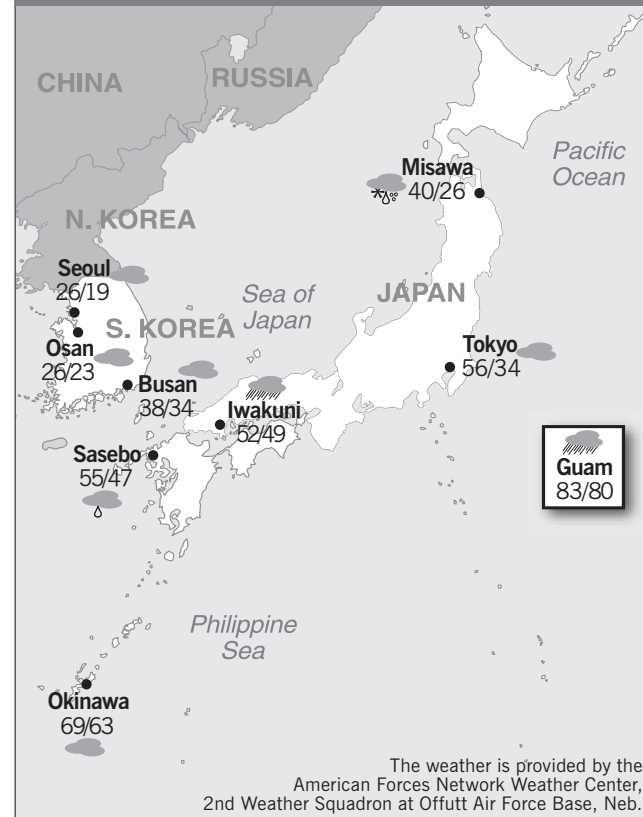 CHINA
RUSSIA
Pacific
Ocean
Misawa
40/26
N. KOREA
Seoul
26/19
Sea of
Japan
JAPAN
S. KOREA
Osan
26/23
Tokyo
56/34
Busan
38/34
Iwakuni
52/49
Sasebo
55/47
Guam
83/80
Philippine
Sea
Okinawa
69/63
The weather is provided by the
American Forces Network Weather Center,
2nd Weather Squadron at Offutt Air Force Base, Neb.